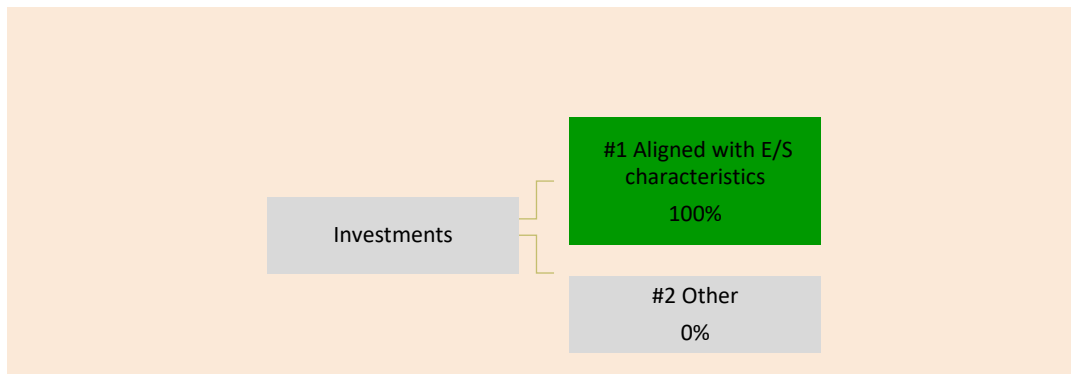 #1 Aligned with E/S
characteristics
100%
Investments
#2 Other
0%